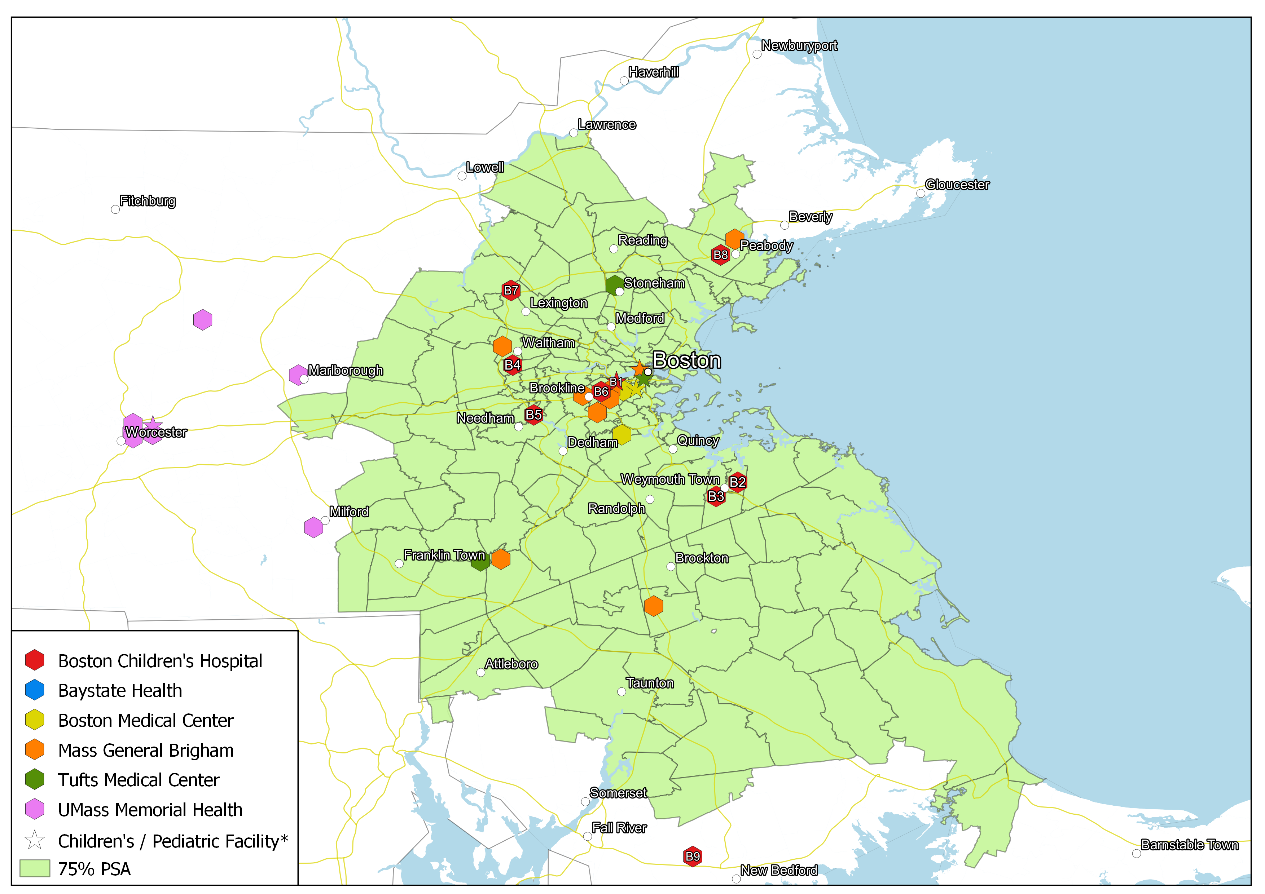 Newburyport
Haverhill
Lawrence
Lowell
Gloucester
Fitchburg
Beverly
Reading
Peabody
B8
Stoneham
B7
Lexington
Medford
Waltham
Boston
B4
Marlborough
B1
Brookline
B6
Needham
B5
Worcester
Dedham
Quincy
Weymouth Town
B2
B3
Randolph
Milford
Franklin Town
Brockton
Attleboro
Taunton
Somerset
Fall River
Barnstable Town
B9
New Bedford
Boston Children's Hospital
Baystate Health
Boston Medical Center
Mass General Brigham
Tufts Medical Center
UMass Memorial Health
Children's / Pediatric Facility*
75% PSA